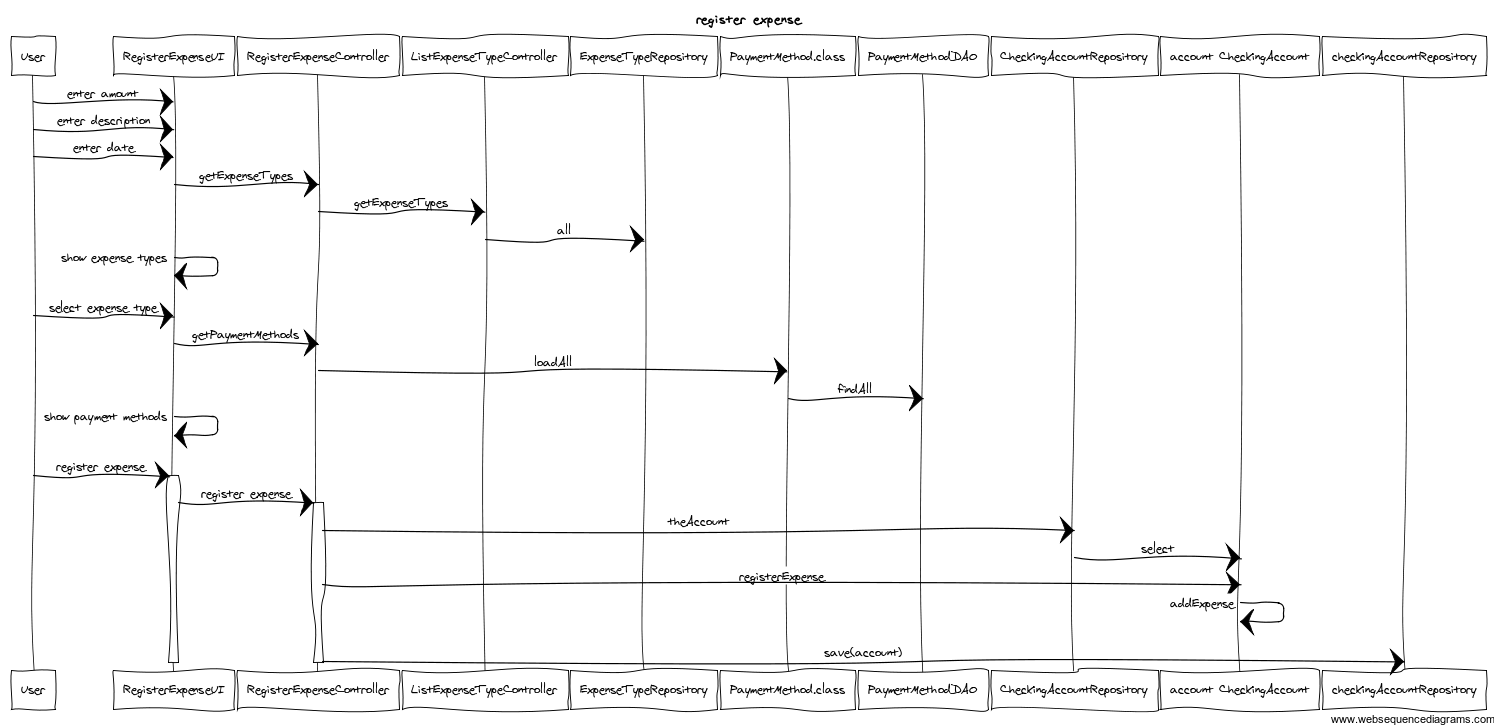 register expense
User RegisterExpenseUI RegisterExpenseController ListExpenseTypeController ExpenseTypeRepository PaymentMethod.class PaymentMethodDAO CheckingAccountRepository account CheckingAccount checkingAccountRepository
enter amount
enter description
enter date
getExpenseTypes
getExpenseTypes
all
show expense types
select expense type
getPaymentMethods
loadAll
findAll
show payment methods
register expense
register expense
theAccount
select
registerExpense
addExpense
save(account)
User RegisterExpenseUI RegisterExpenseController ListExpenseTypeController ExpenseTypeRepository PaymentMethod.class PaymentMethodDAO CheckingAccountRepository account CheckingAccount checkingAccountRepository
www.websequencediagrams.com